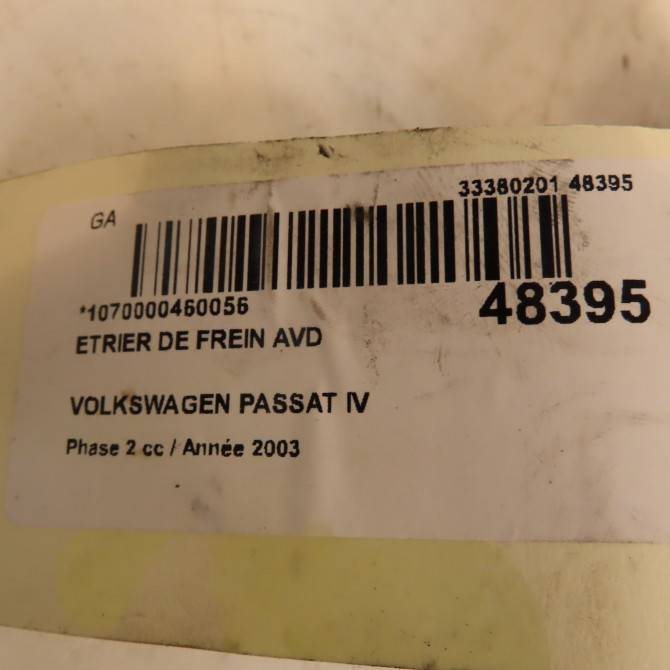 GA
33380201 48395
*1070000460056
48395
ETRIER DE FREIN AVD
VOLKSWAGEN PASSAT IV
Phase 2 cc / Année 2003